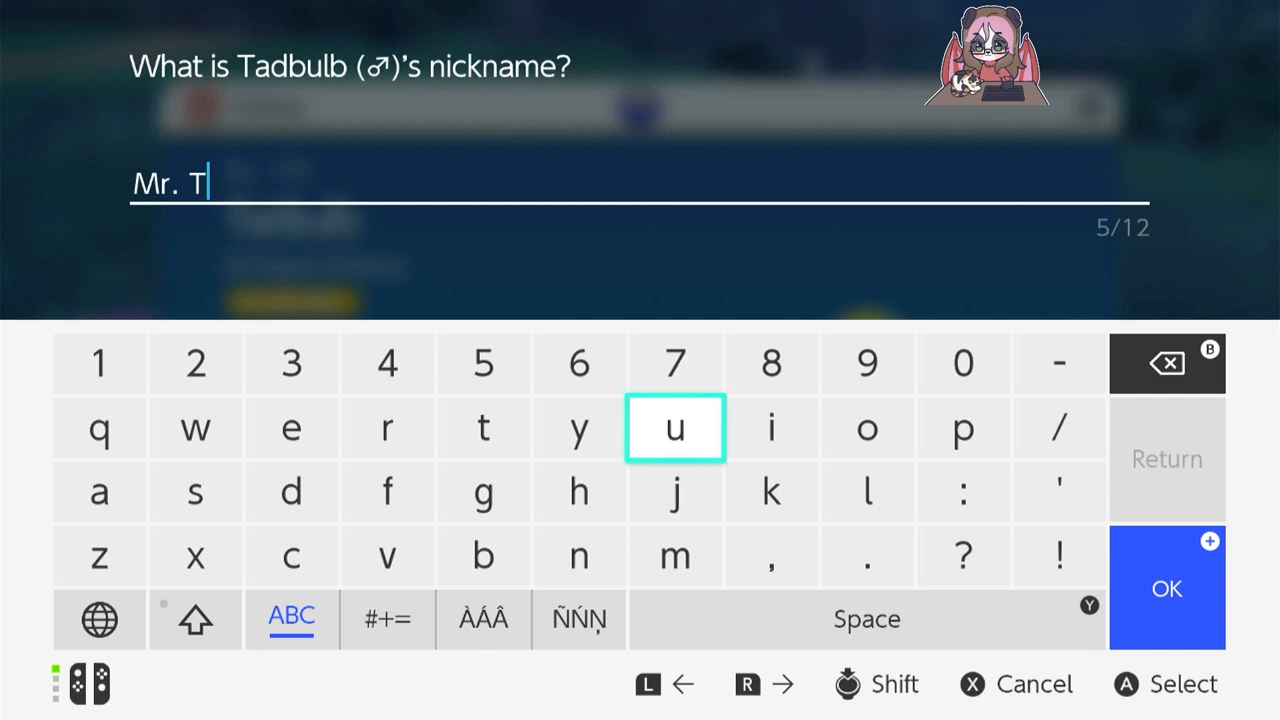 What is Tadbulb (♂)'s nickname?
Mr. T
5/12
1 2 3 4 5 6 7 8 9 0 - B
q w e r t y u i o p /
Return
a s d f g h j k l : '
z x c v b n m , . ? ! +
OK
ABC #+= ÀÁÂ ÑŃŅ Space Y
L ← R → Shift X Cancel A Select